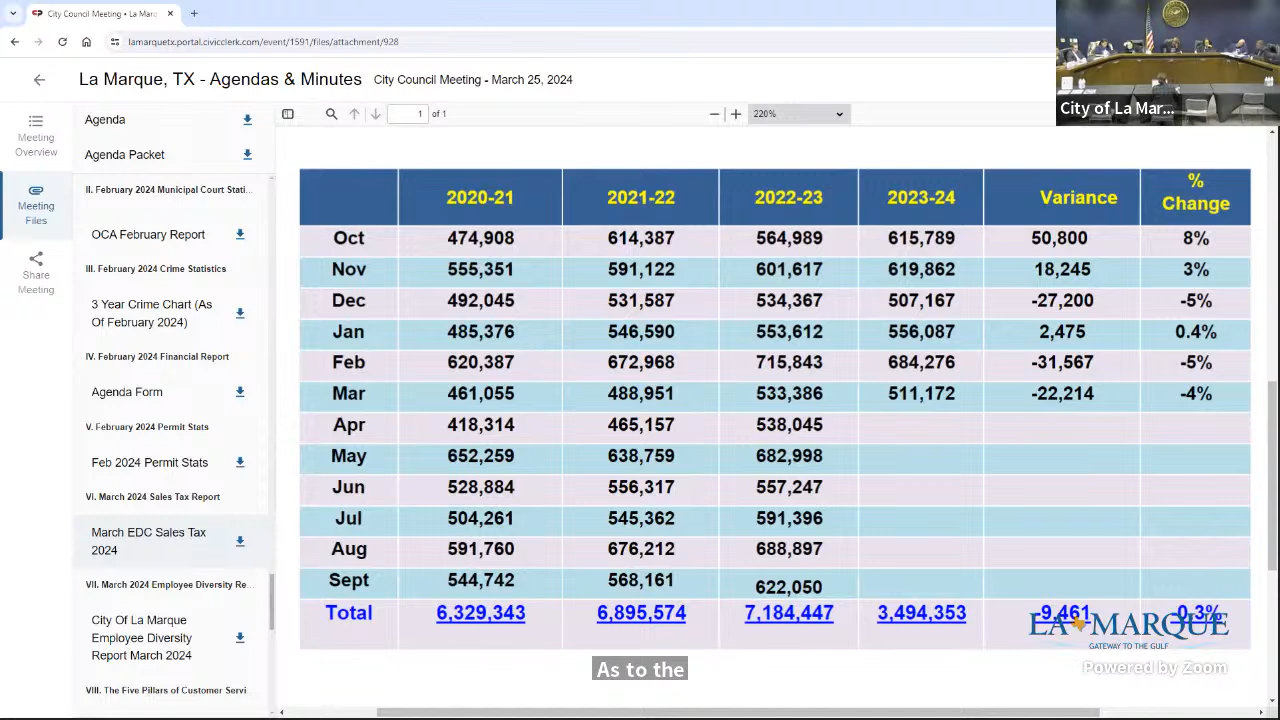 City Council Meeting • La Marq
lamarquetx.portal.civicclerk.com/event/1591/files/attachment/928
La Marque, TX - Agendas & Minutes City Council Meeting - March 25, 2024
City of La Mar...
Meeting
Overview
Meeting
Files
Share
Meeting
Agenda
Agenda Packet
II. February 2024 Municipal Court Stati...
OCA February Report
III. February 2024 Crime Statistics
3 Year Crime Chart (As
Of February 2024)
IV. February 2024 Financial Report
Agenda Form
V. February 2024 Permit Stats
Feb 2024 Permit Stats
VI. March 2024 Sales Tax Report
March EDC Sales Tax
2024
VII. March 2024 Employee Diversity Re...
City Of La Marque
Employee Diversity
Report March 2024
VIII. The Five Pillars of Customer Servi
1 of 1 220%
2020-21 2021-22 2022-23 2023-24 Variance % Change
Oct 474,908 614,387 564,989 615,789 50,800 8%
Nov 555,351 591,122 601,617 619,862 18,245 3%
Dec 492,045 531,587 534,367 507,167 -27,200 -5%
Jan 485,376 546,590 553,612 556,087 2,475 0.4%
Feb 620,387 672,968 715,843 684,276 -31,567 -5%
Mar 461,055 488,951 533,386 511,172 -22,214 -4%
Apr 418,314 465,157 538,045
May 652,259 638,759 682,998
Jun 528,884 556,317 557,247
Jul 504,261 545,362 591,396
Aug 591,760 676,212 688,897
Sept 544,742 568,161 622,050
Total 6,329,343 6,895,574 7,184,447 3,494,353 -9,461 0.3%
LA MARQUE
GATEWAY TO THE GULF
As to the
Powered by Zoom